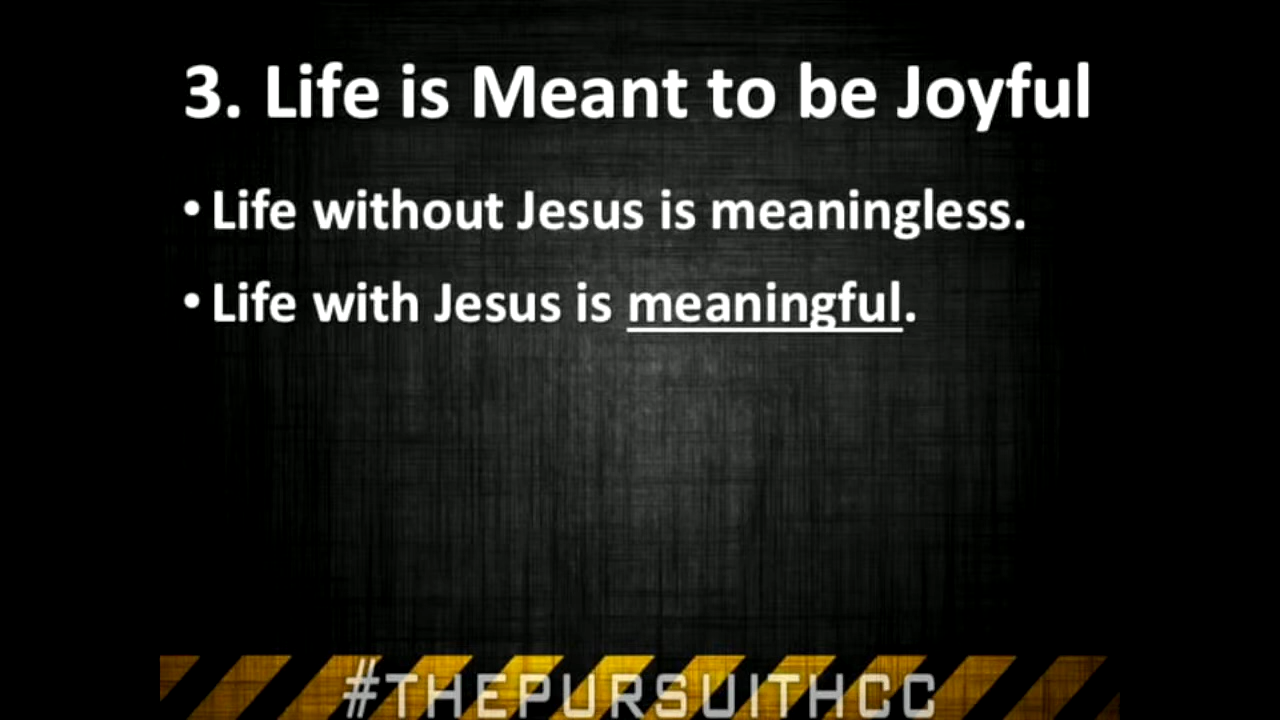 3. Life is Meant to be Joyful
• Life without Jesus is meaningless.
• Life with Jesus is meaningful.
#THEPURSUITHCC